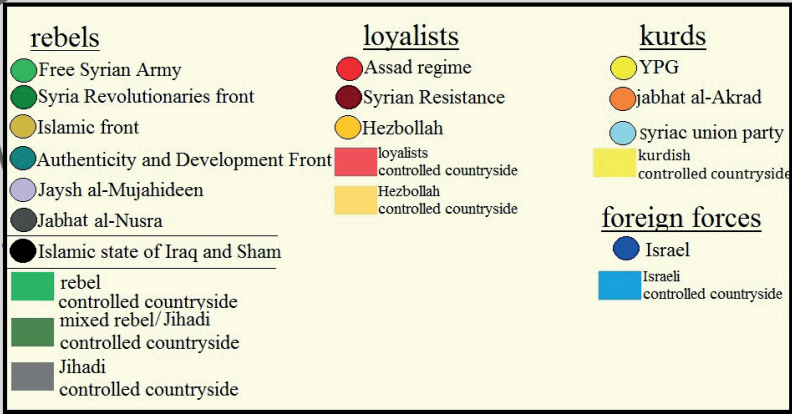 rebels
Free Syrian Army
Syria Revolutionaries front
Islamic front
Authenticity and Development Front
Jaysh al-Mujahideen
Jabhat al-Nusra
Islamic state of Iraq and Sham
rebel
controlled countryside
mixed rebel/Jihadi
controlled countryside
Jihadi
controlled countryside
loyalists
Assad regime
Syrian Resistance
Hezbollah
loyalists
controlled countryside
Hezbollah
controlled countryside
kurds
YPG
jabhat al-Akrad
syriac union party
kurdish
controlled countryside
foreign forces
Israel
Israeli
controlled countryside